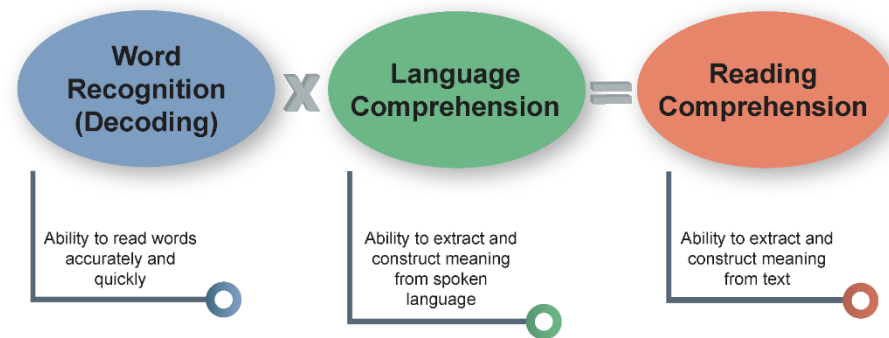 Word
Recognition
(Decoding)
X
Language
Comprehension
=
Reading
Comprehension
Ability to read words
accurately and
quickly
Ability to extract and
construct meaning
from spoken
language
Ability to extract and
construct meaning
from text